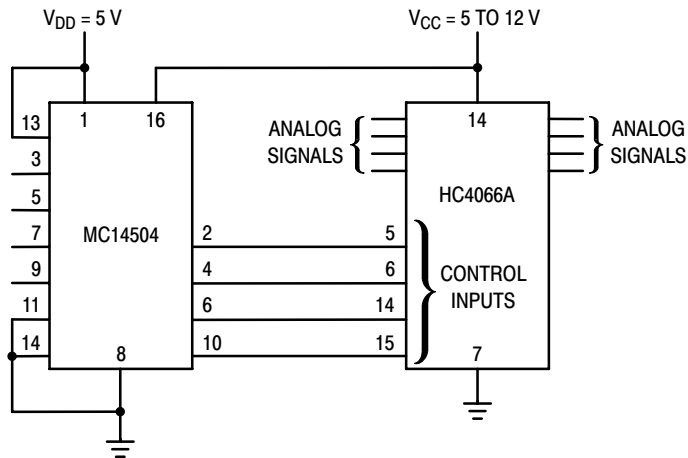 VDD = 5 V
VCC = 5 TO 12 V
13
1
16
14
ANALOG
SIGNALS
ANALOG
SIGNALS
3
5
HC4066A
7
MC14504
2
5
9
4
6
CONTROL
INPUTS
11
6
14
14
8
10
15
7